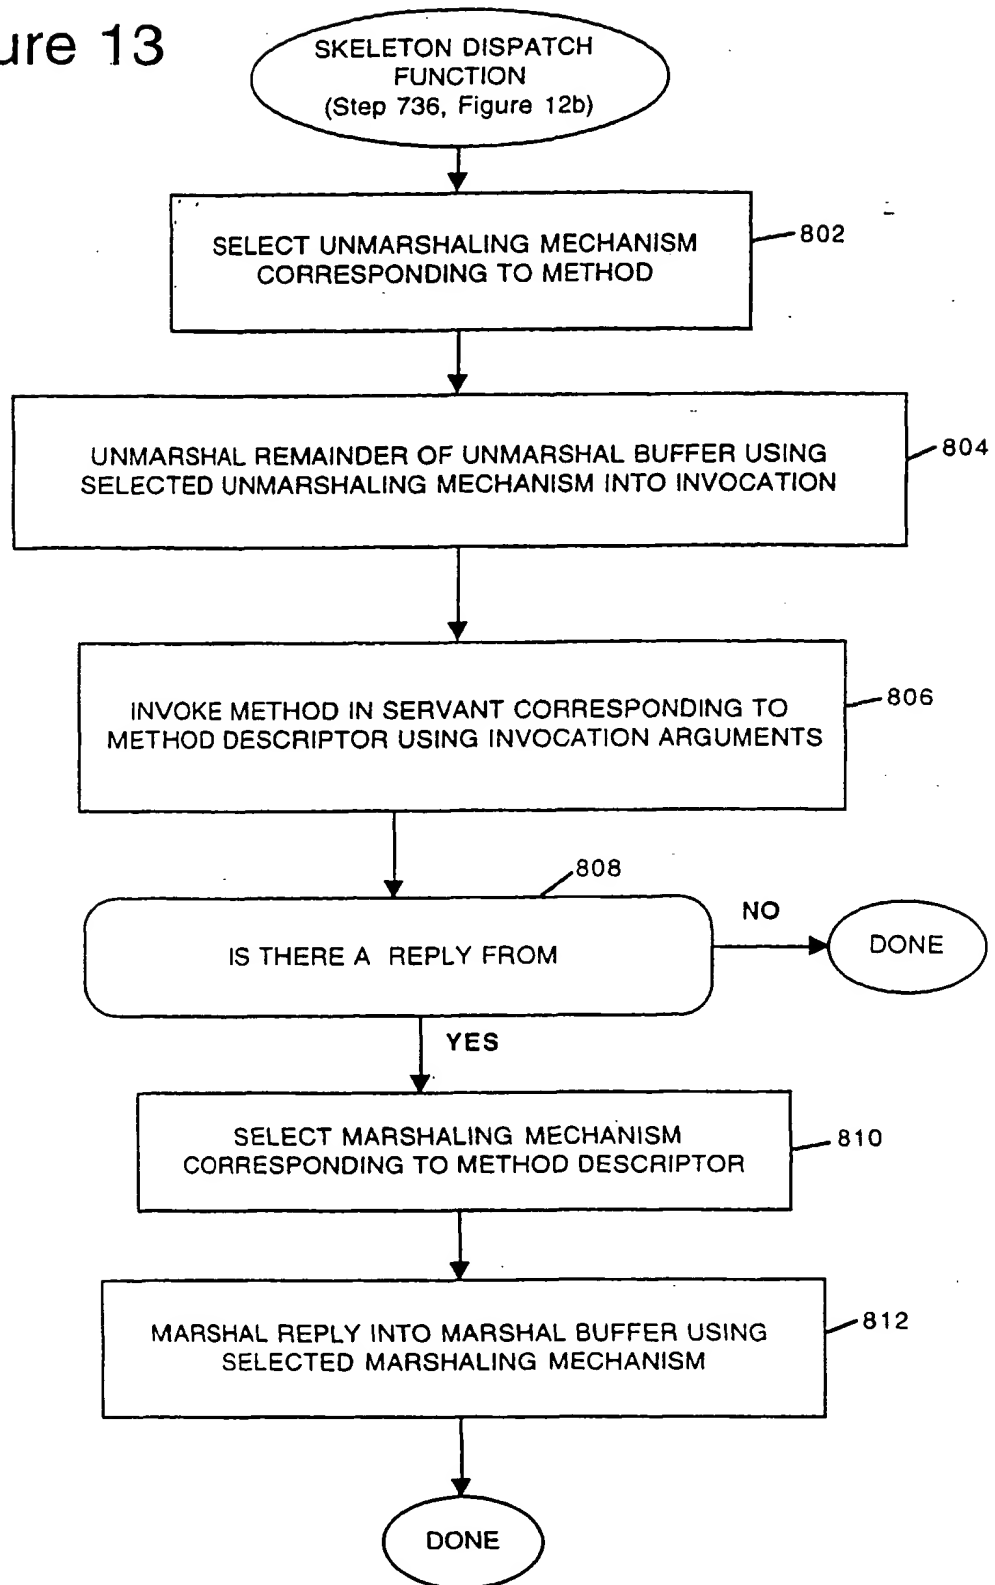 ure 13
SKELETON DISPATCH
FUNCTION
(Step 736, Figure 12b)
SELECT UNMARSHALING MECHANISM
CORRESPONDING TO METHOD
802
UNMARSHAL REMAINDER OF UNMARSHAL BUFFER USING
SELECTED UNMARSHALING MECHANISM INTO INVOCATION
804
INVOKE METHOD IN SERVANT CORRESPONDING TO
METHOD DESCRIPTOR USING INVOCATION ARGUMENTS
806
808
IS THERE A REPLY FROM
NO
DONE
YES
SELECT MARSHALING MECHANISM
CORRESPONDING TO METHOD DESCRIPTOR
810
MARSHAL REPLY INTO MARSHAL BUFFER USING
SELECTED MARSHALING MECHANISM
812
DONE